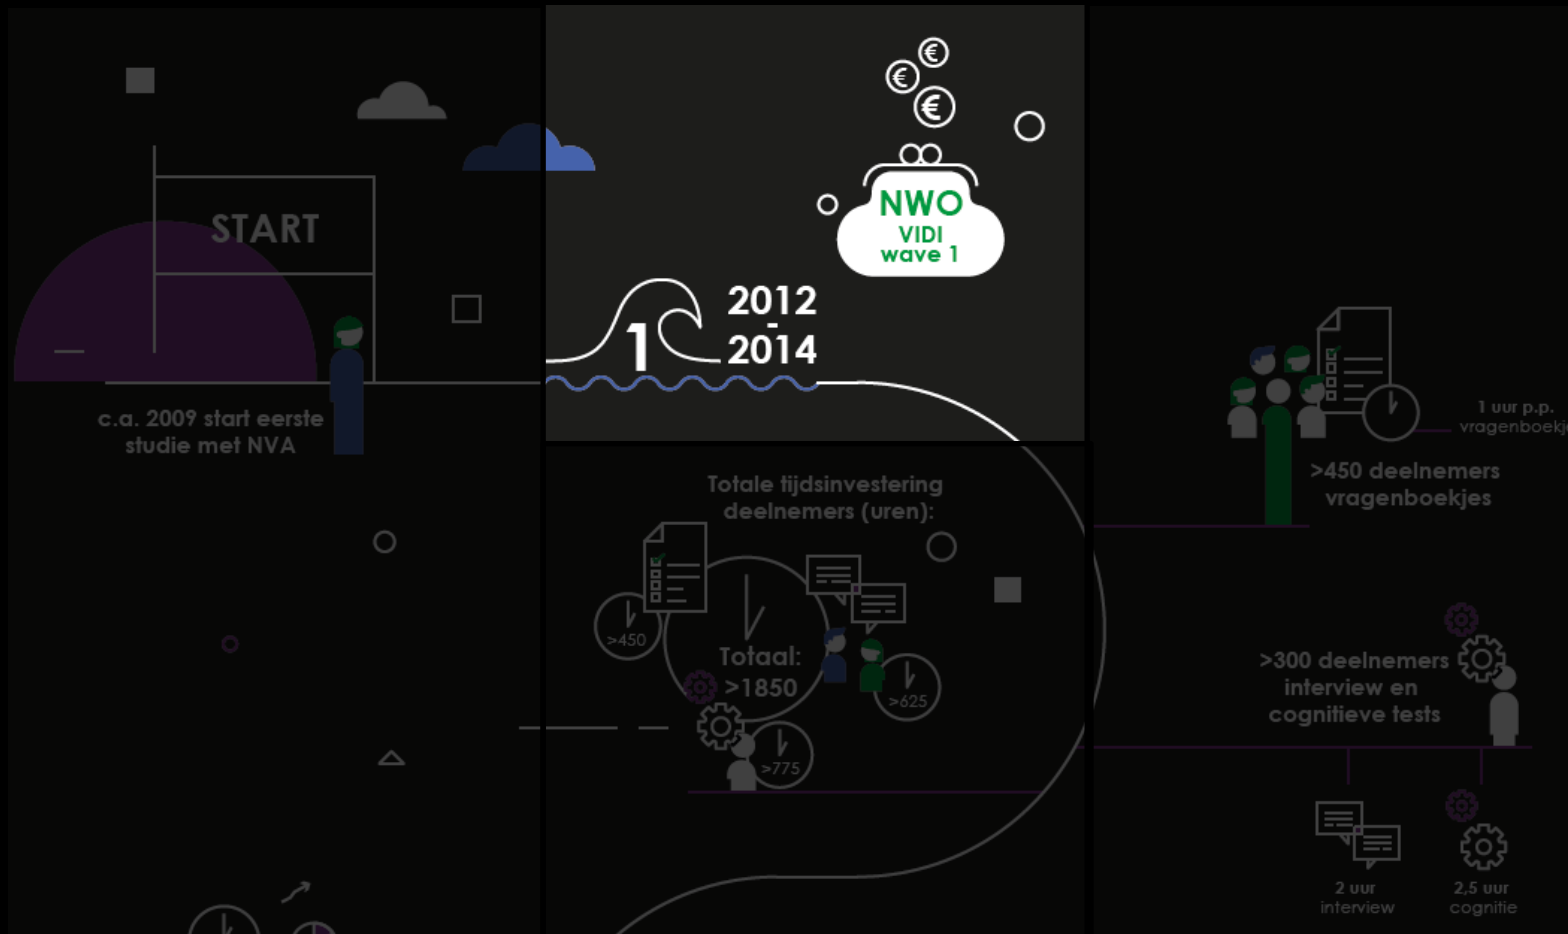 START
c.a. 2009 start eerste
studie met NVA
€
€
€
NWO
VIDI
wave 1
1
2012
-
2014
Totale tijdsinvestering
deelnemers (uren):
>450
Totaal:
>1850
>625
>775
1 uur p.p.
vragenboekj
>450 deelnemers
vragenboekjes
>300 deelnemers
interview en
cognitieve tests
2 uur
interview
2,5 uur
cognitie